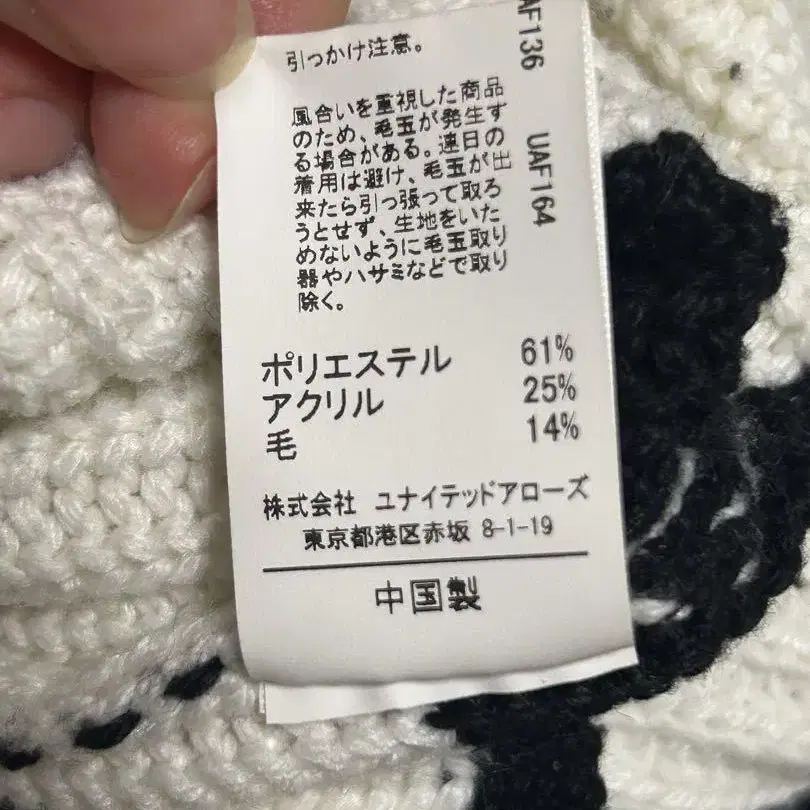 引っかけ注意。
風合いを重視した商品
のため、毛玉が発生す
る場合がある。連日の
着用は避け、毛玉が出
来たら引っ張って取ろ
うとせず、生地をいた
めないように毛玉取り
器やハサミなどで取り
除く。
ポリエステル 61%
アクリル 25%
毛 14%
株式会社 ユナイテッドアローズ
東京都港区赤坂 8-1-19
中国製
AF136 UAF164